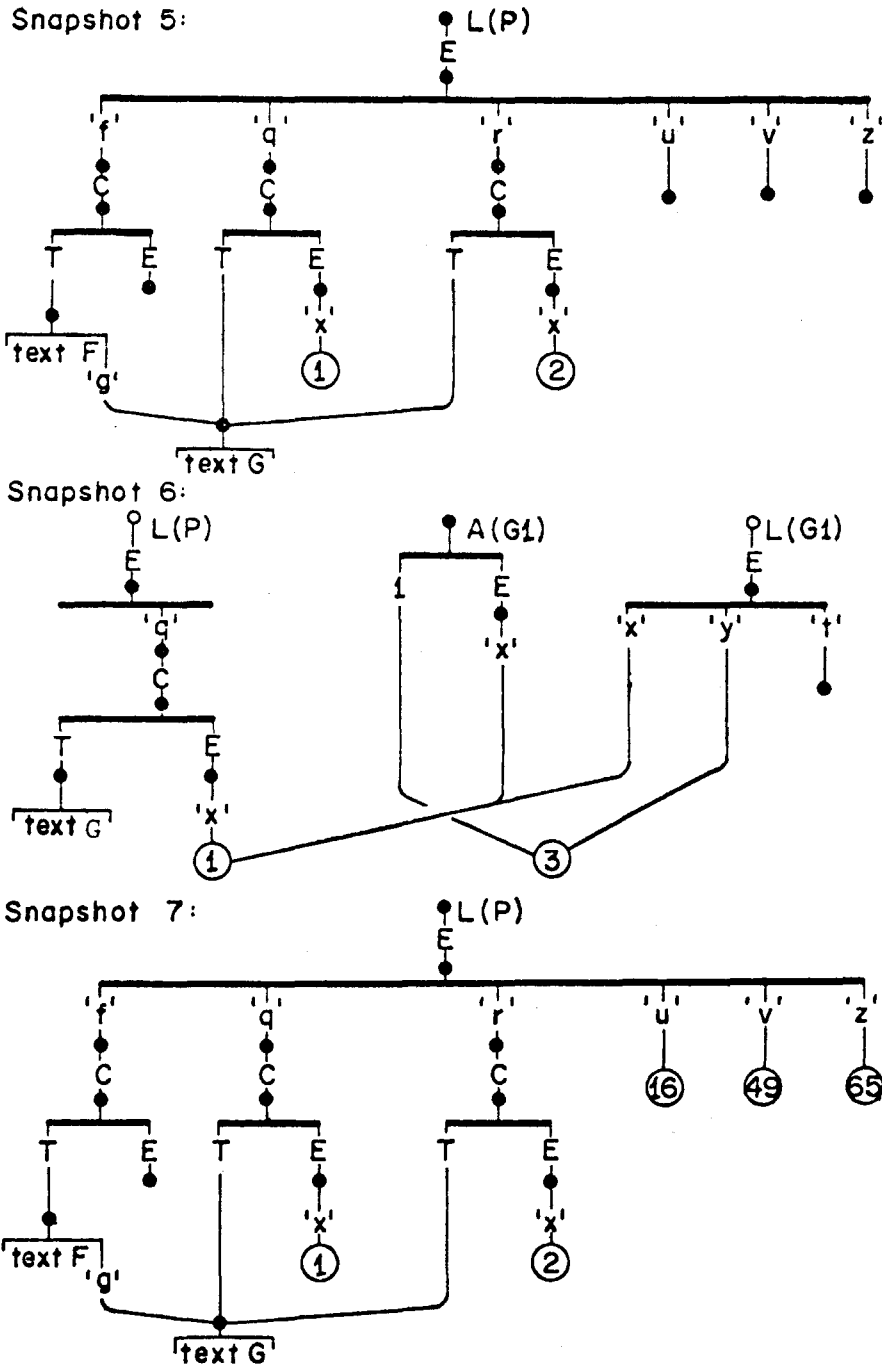 Snapshot 5:
L(P)
E
'f' 'q' 'r' 'u' 'v' 'z'
C C C
T E T E T E
'x' 'x'
text F 1 2
'g'
text G
Snapshot 6:
L(P) A(G1) L(G1)
E 1 E E
'q' 'x' 'x' 'y' 't'
C
T E
text G 'x'
1 3
Snapshot 7:
L(P)
E
'f' 'q' 'r' 'u' 'v' 'z'
C C C 16 49 65
T E T E T E
'x' 'x'
text F 1 2
'g'
text G